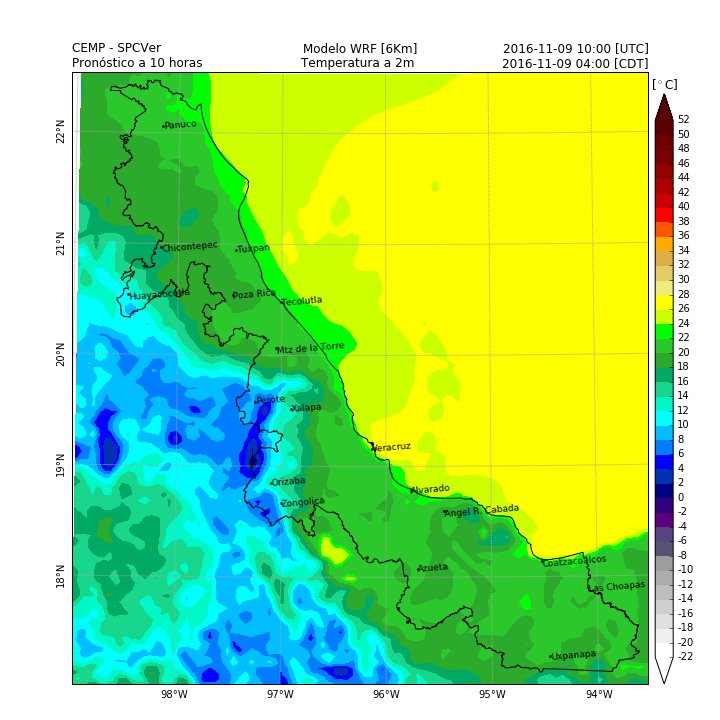 CEMP - SPCVer Modelo WRF [6Km] 2016-11-09 10:00 [UTC]
Pronóstico a 10 horas Temperatura a 2m 2016-11-09 04:00 [CDT]
[°C]
52
50
48
46
44
42
40
38
36
34
32
30
28
26
24
22
20
18
16
14
12
10
8
6
4
2
0
-2
-4
-6
-8
-10
-12
-14
-16
-18
-20
-22
22°N
21°N
20°N
19°N
18°N
Panuco
Chicontepec
Tuxpan
Huayacocotla
Poza Rica
Tecolutla
Mtz de la Torre
Perote
Xalapa
Veracruz
Orizaba
Alvarado
Zongolica
Angel R. Cabada
Azueta
Coatzacoalcos
Las Choapas
Uxpanapa
98°W 97°W 96°W 95°W 94°W